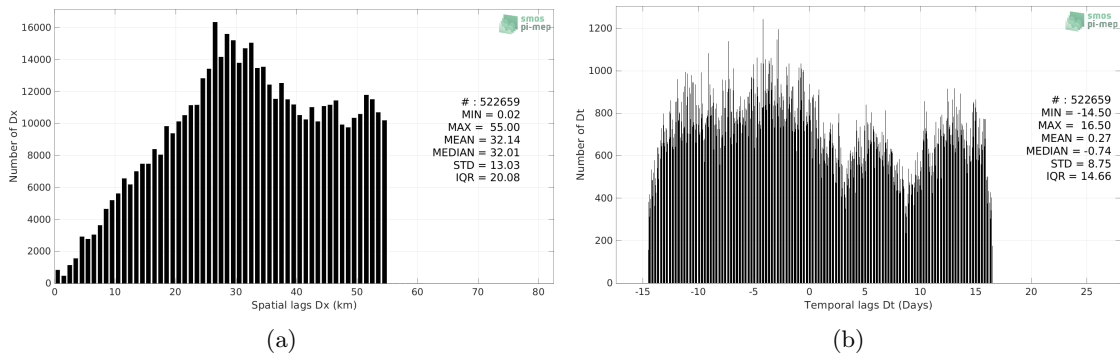 smos
pi-mep
16000
14000
12000
10000
8000
6000
4000
2000
0
Number of Dx
# : 522659
MIN = 0.02
MAX = 55.00
MEAN = 32.14
MEDIAN = 32.01
STD = 13.03
IQR = 20.08
0 10 20 30 40 50 60 70 80
Spatial lags Dx (km)
(a)
smos
pi-mep
1200
1000
800
600
400
200
0
Number of Dt
# : 522659
MIN = -14.50
MAX = 16.50
MEAN = 0.27
MEDIAN = -0.74
STD = 8.75
IQR = 14.66
-15 -10 -5 0 5 10 15 20 25
Temporal lags Dt (Days)
(b)